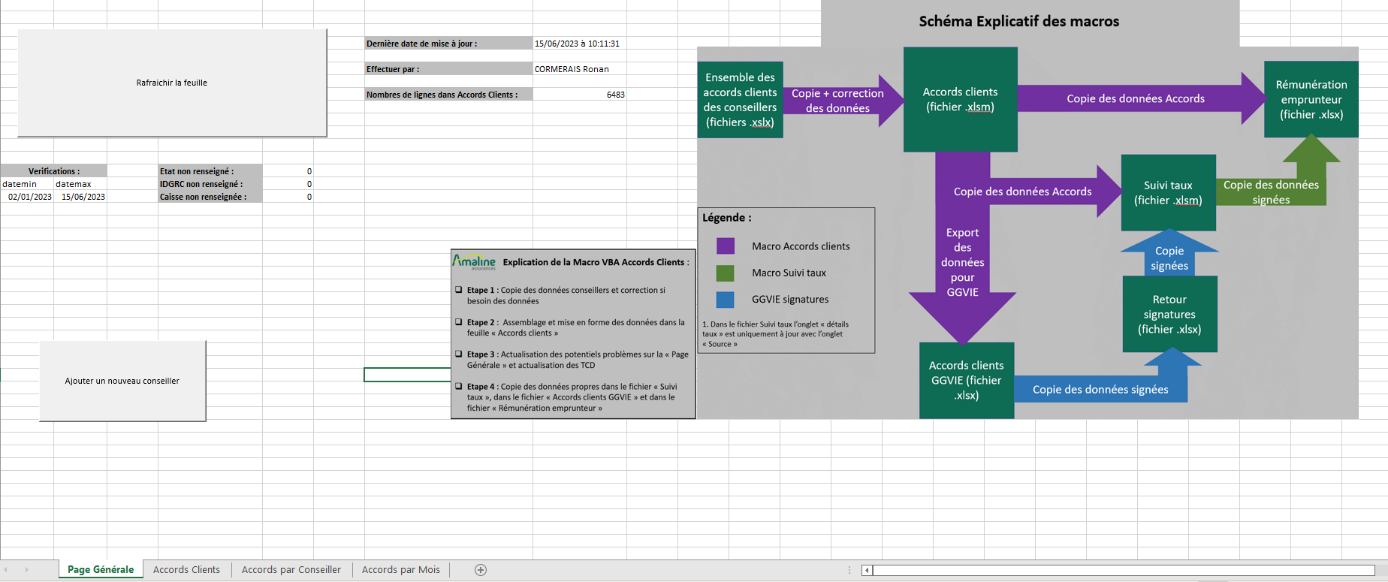 Rafraichir la feuille
Dernière date de mise à jour :
15/06/2023 à 10:11:31
Effectuer par :
CORMERAIS Ronan
Nombres de lignes dans Accords Clients :
6483
Verifications :
datemin
datemax
02/01/2023
15/06/2023
Etat non renseigné :
0
IDGRC non renseigné :
0
Caisse non renseignée :
0
Ajouter un nouveau conseiller
Amaline
assurances
Explication de la Macro VBA Accords Clients :
Etape 1 : Copie des données conseillers et correction si
besoin des données
Etape 2 : Assemblage et mise en forme des données dans la
feuille « Accords clients »
Etape 3 : Actualisation des potentiels problèmes sur la « Page
Générale » et actualisation des TCD
Etape 4 : Copie des données propres dans le fichier « Suivi
taux », dans le fichier « Accords clients GGVIE » et dans le
fichier « Rémunération emprunteur »
Schéma Explicatif des macros
Ensemble des
accords clients
des conseillers
(fichiers .xslx)
Copie + correction
des données
Accords clients
(fichier .xlsm)
Copie des données Accords
Rémunération
emprunteur
(fichier .xlsx)
Copie des données Accords
Suivi taux
(fichier .xlsm)
Copie des données
signées
Export
des
données
pour
GGVIE
Copie
signées
Retour
signatures
(fichier .xlsx)
Accords clients
GGVIE (fichier
.xlsx)
Copie des données signées
Légende :
Macro Accords clients
Macro Suivi taux
GGVIE signatures
1. Dans le fichier Suivi taux l'onglet « détails
taux » est uniquement à jour avec l'onglet
« Source »
Page Générale
Accords Clients
Accords par Conseiller
Accords par Mois